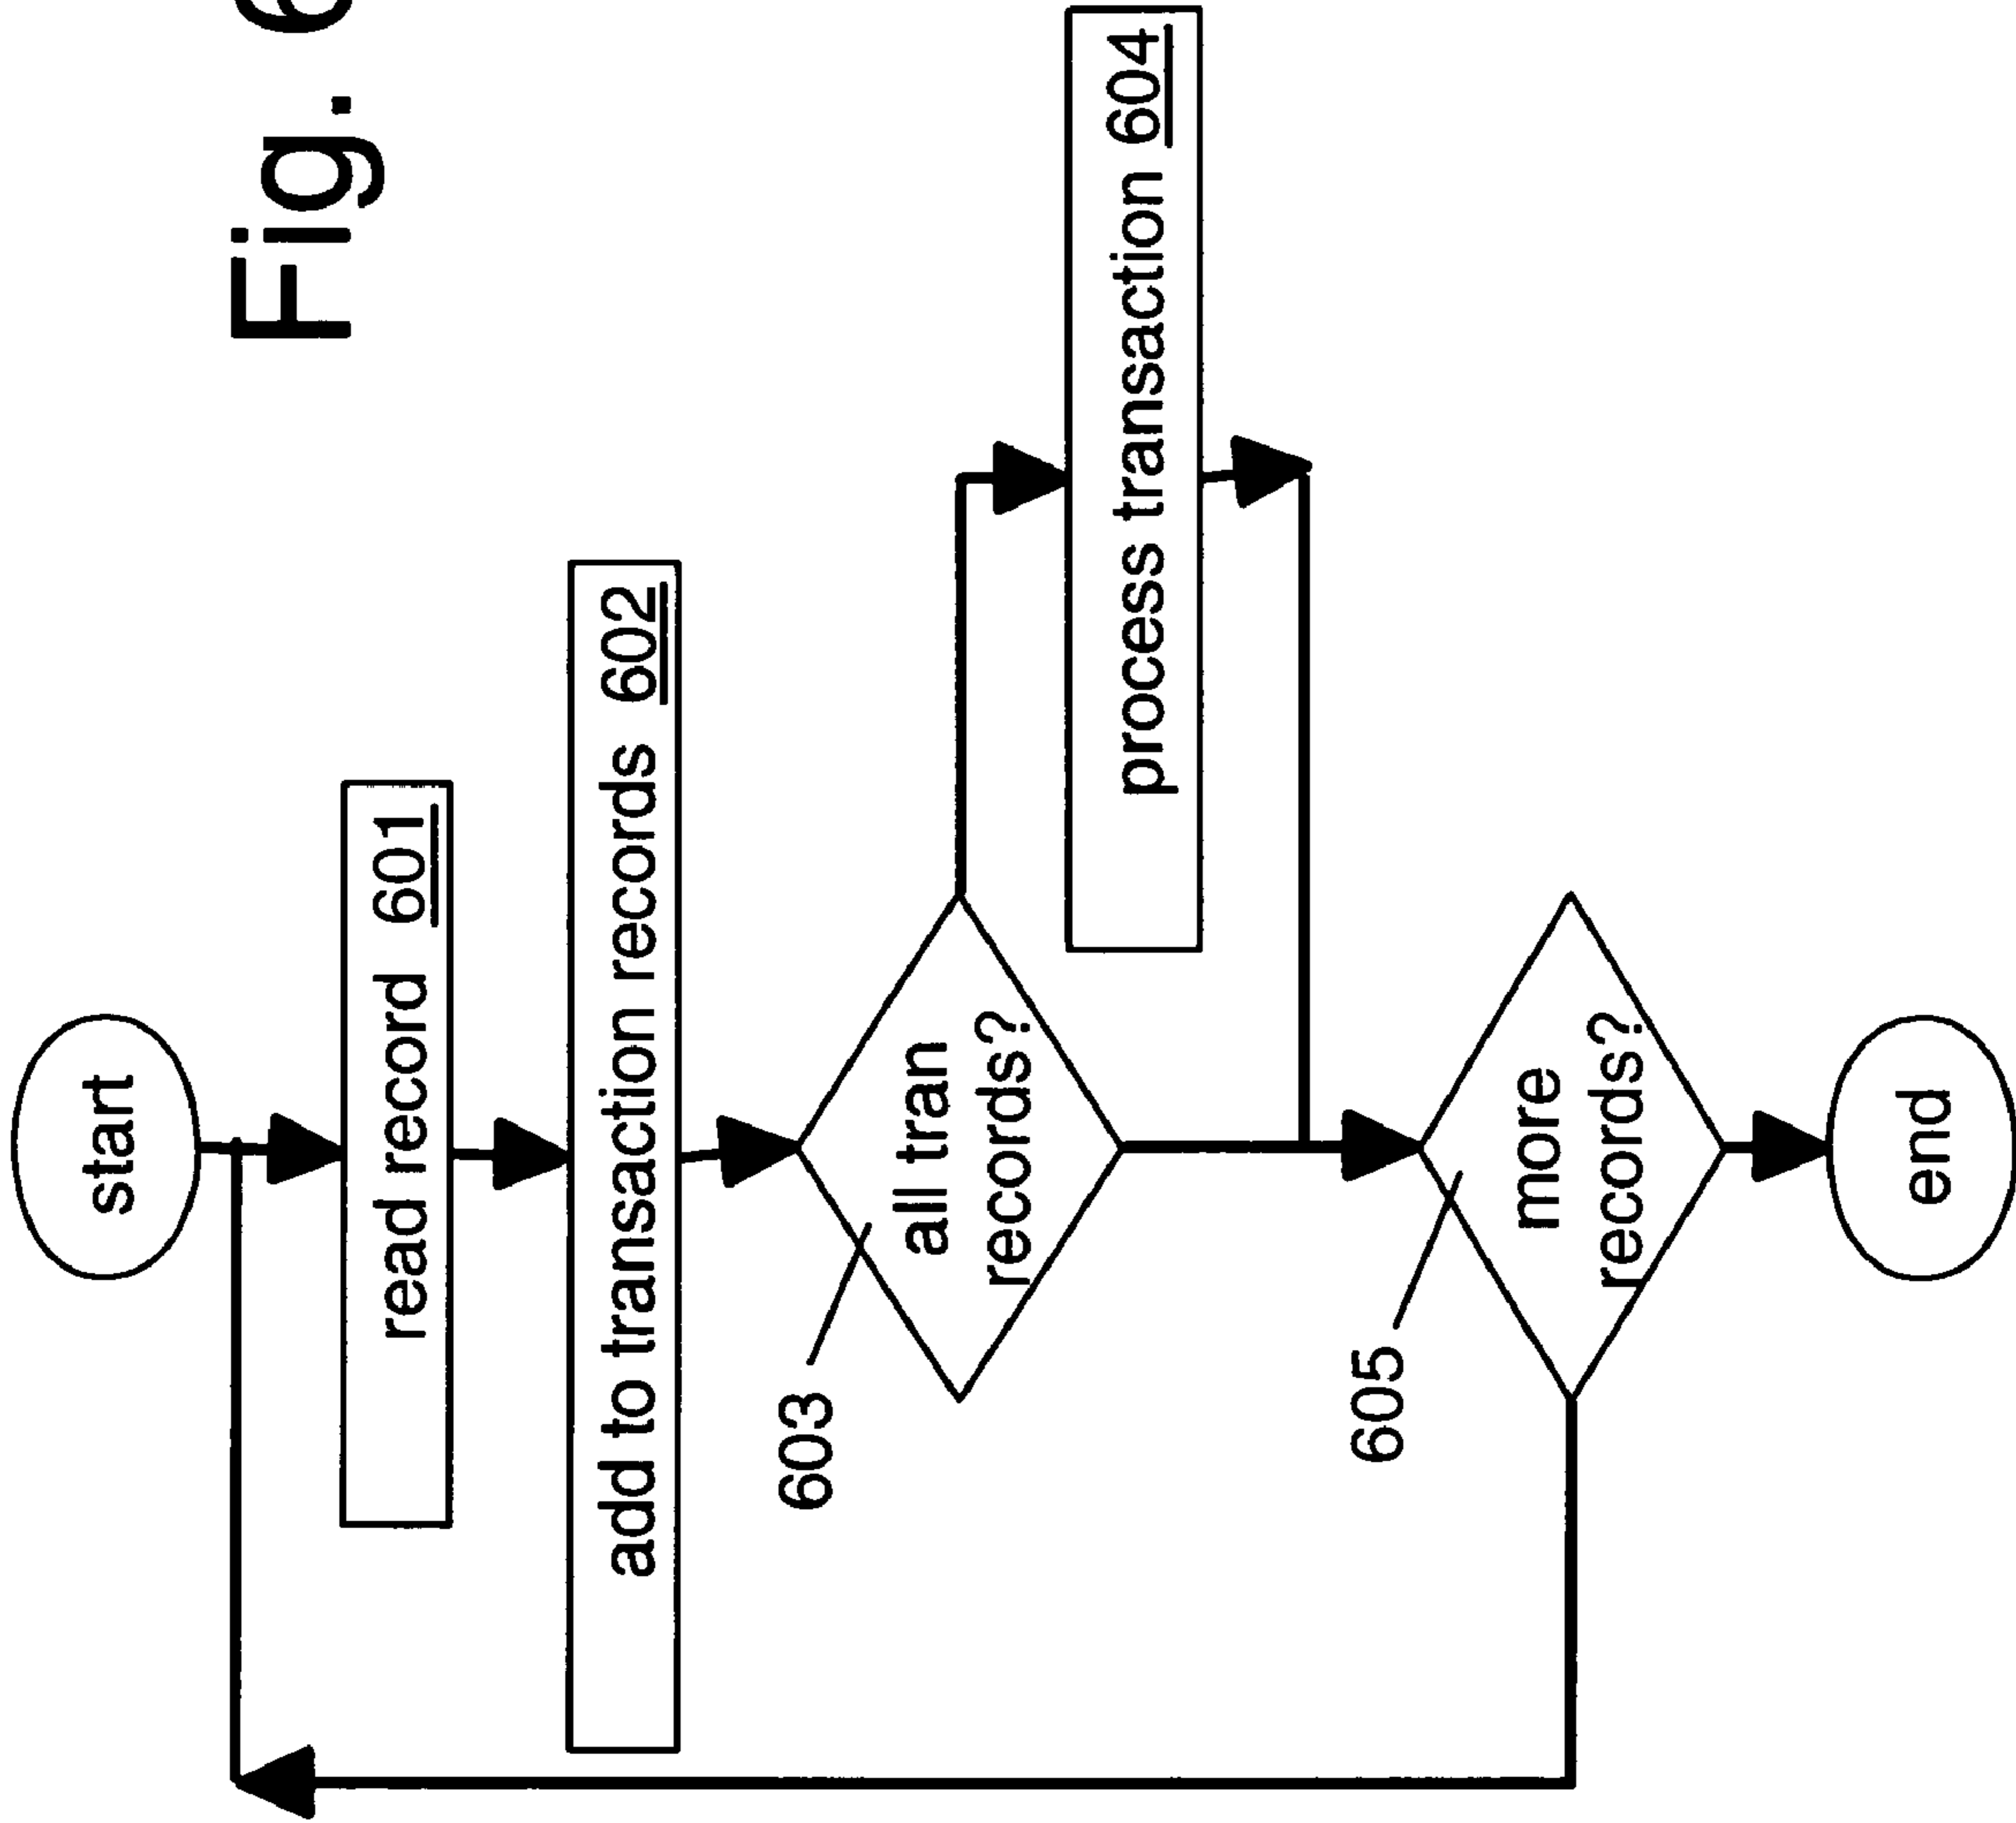 Fig. 6
start
read record 601
add to transaction records 602
603
all tran
records?
process transaction 604
605
more
records?
end